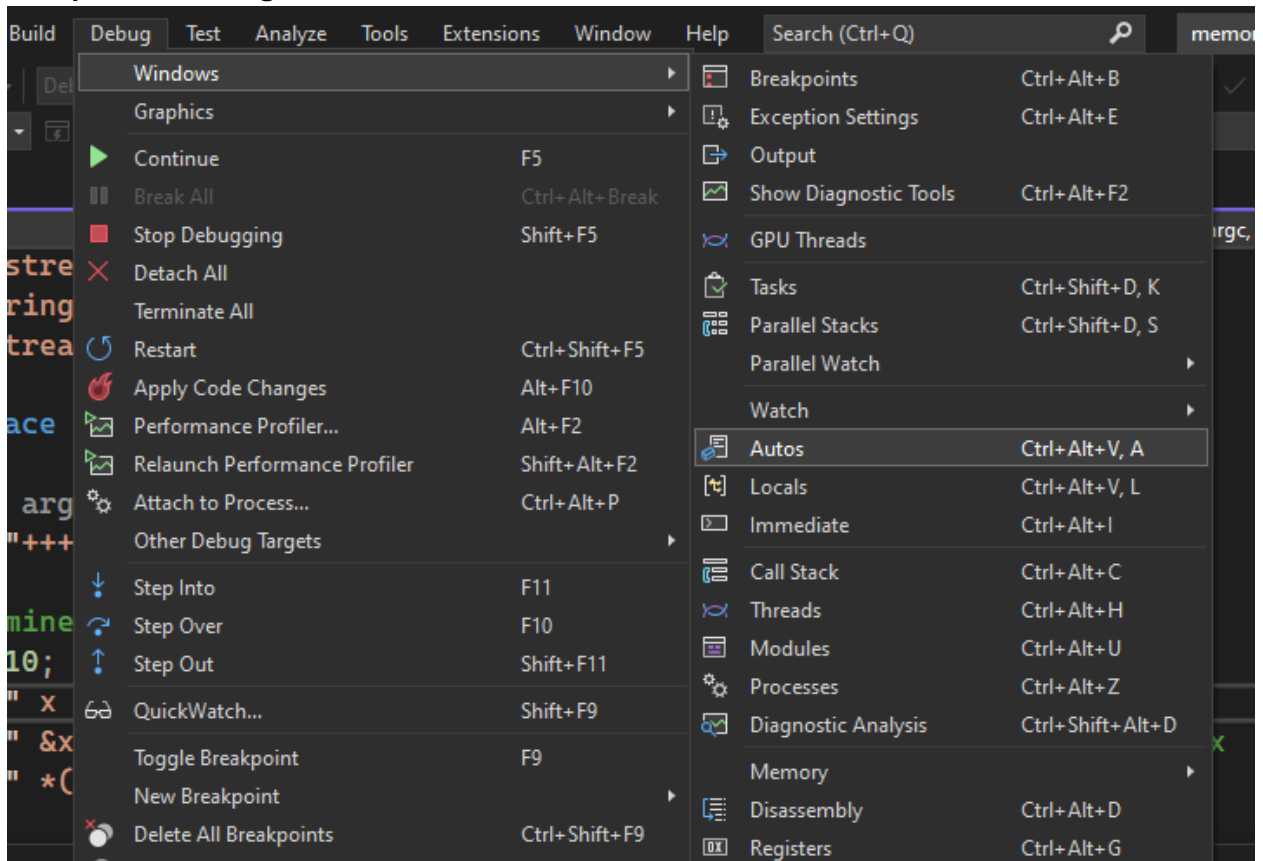 Build Debug Test Analyze Tools Extensions Window Help Search (Ctrl+Q) memor
Windows
Graphics
Continue F5
Break All Ctrl+Alt+Break
Stop Debugging Shift+F5
Detach All
Terminate All
Restart Ctrl+Shift+F5
Apply Code Changes Alt+F10
Performance Profiler... Alt+F2
Relaunch Performance Profiler Shift+Alt+F2
Attach to Process... Ctrl+Alt+P
Other Debug Targets
Step Into F11
Step Over F10
Step Out Shift+F11
QuickWatch... Shift+F9
Toggle Breakpoint F9
New Breakpoint
Delete All Breakpoints Ctrl+Shift+F9
Breakpoints Ctrl+Alt+B
Exception Settings Ctrl+Alt+E
Output
Show Diagnostic Tools Ctrl+Alt+F2
GPU Threads
Tasks Ctrl+Shift+D, K
Parallel Stacks Ctrl+Shift+D, S
Parallel Watch
Watch
Autos Ctrl+Alt+V, A
Locals Ctrl+Alt+V, L
Immediate Ctrl+Alt+I
Call Stack Ctrl+Alt+C
Threads Ctrl+Alt+H
Modules Ctrl+Alt+U
Processes Ctrl+Alt+Z
Diagnostic Analysis Ctrl+Shift+Alt+D
Memory
Disassembly Ctrl+Alt+D
Registers Ctrl+Alt+G
stre
ring
trea
ace
arg
"+++
mine
10;
" x
" &x
" *(
rgc,
x